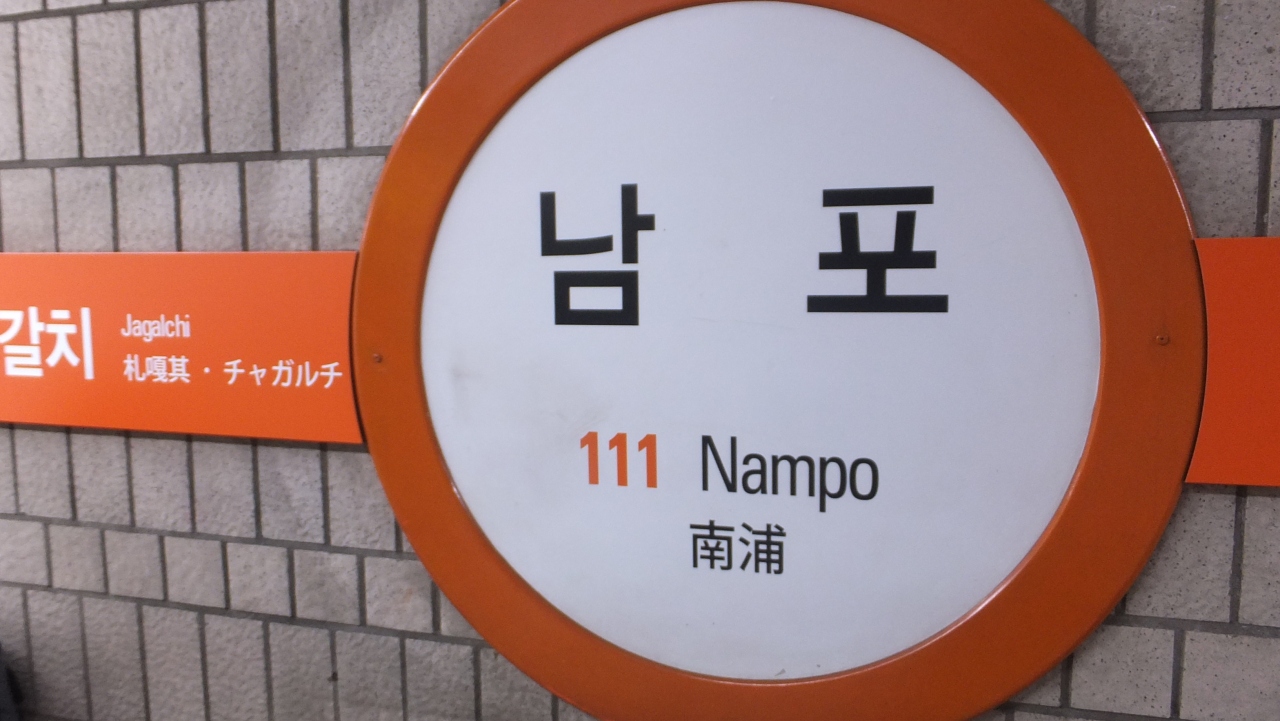 갈치
Jagalchi
札嘎其・チャガルチ
남 포
111 Nampo
南浦